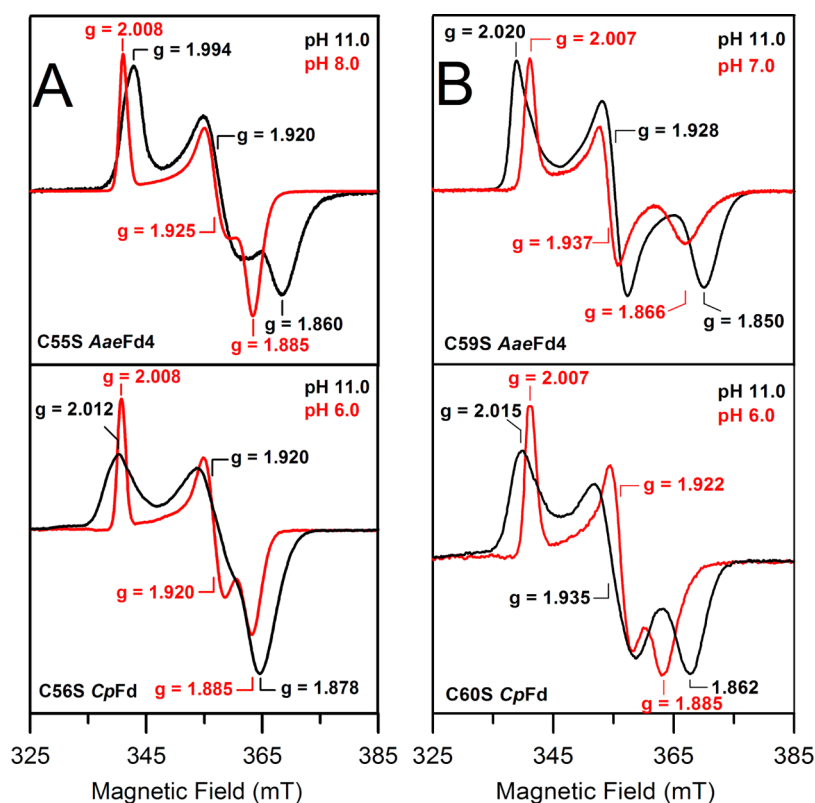 A
g = 2.008
g = 1.994
pH 11.0
pH 8.0
g = 1.920
g = 1.925
g = 1.860
g = 1.885
C55S AaeFd4
g = 2.008
g = 2.012
pH 11.0
pH 6.0
g = 1.920
g = 1.920
g = 1.885
g = 1.878
C56S CpFd
325 345 365 385
Magnetic Field (mT)
B
g = 2.020
g = 2.007
pH 11.0
pH 7.0
g = 1.928
g = 1.937
g = 1.866
g = 1.850
C59S AaeFd4
g = 2.007
g = 2.015
pH 11.0
pH 6.0
g = 1.922
g = 1.935
1.862
g = 1.885
C60S CpFd
325 345 365 385
Magnetic Field (mT)